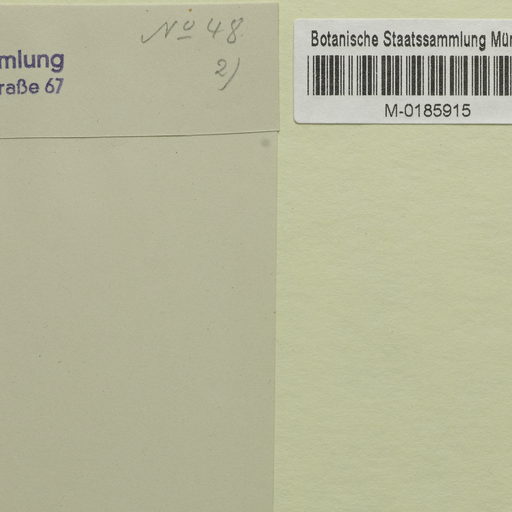 No 48
2)
mlung
raße 67
Botanische Staatssammlung Mün
M-0185915